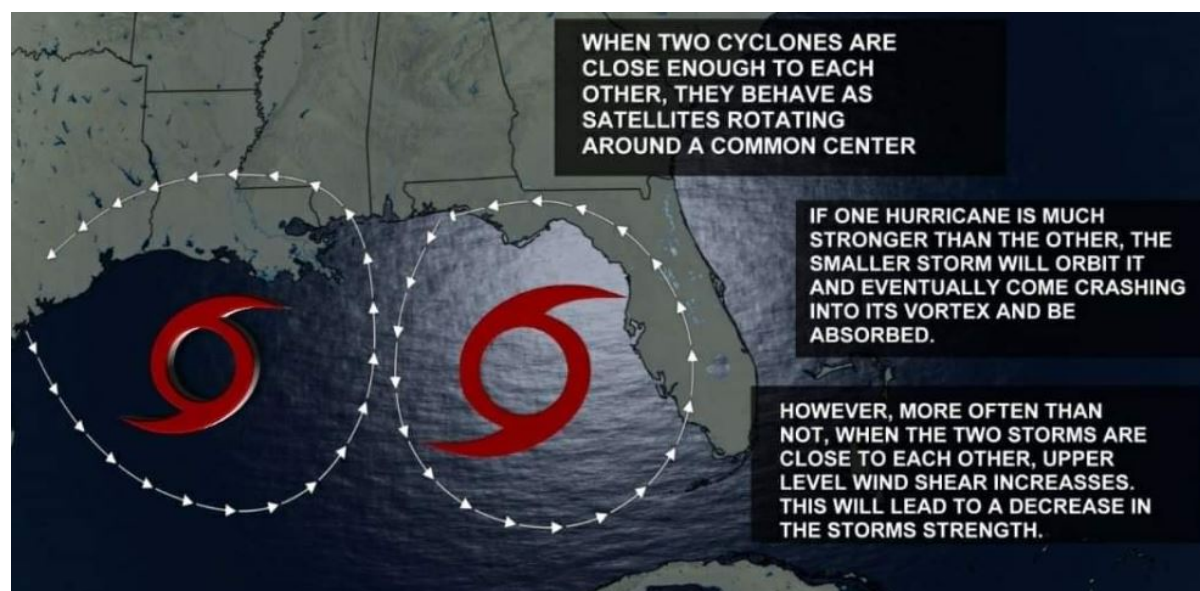 WHEN TWO CYCLONES ARE
CLOSE ENOUGH TO EACH
OTHER, THEY BEHAVE AS
SATELLITES ROTATING
AROUND A COMMON CENTER
IF ONE HURRICANE IS MUCH
STRONGER THAN THE OTHER, THE
SMALLER STORM WILL ORBIT IT
AND EVENTUALLY COME CRASHING
INTO ITS VORTEX AND BE
ABSORBED.
HOWEVER, MORE OFTEN THAN
NOT, WHEN THE TWO STORMS ARE
CLOSE TO EACH OTHER, UPPER
LEVEL WIND SHEAR INCREASSES.
THIS WILL LEAD TO A DECREASE IN
THE STORMS STRENGTH.